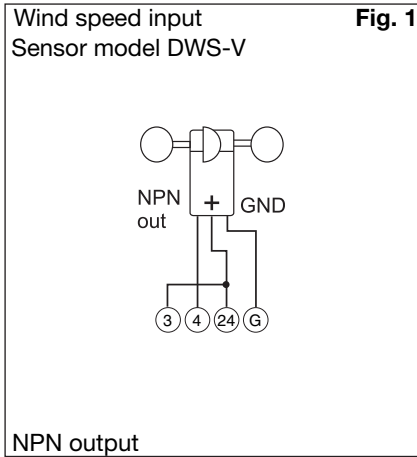 Wind speed input Fig. 1
Sensor model DWS-V
NPN + GND
out
3 4 24 G
NPN output